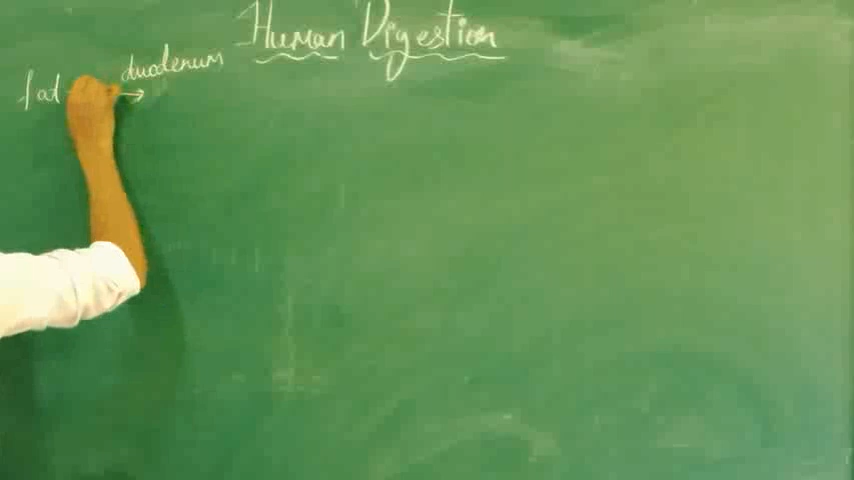 Human Digestion
duodenum
fat →